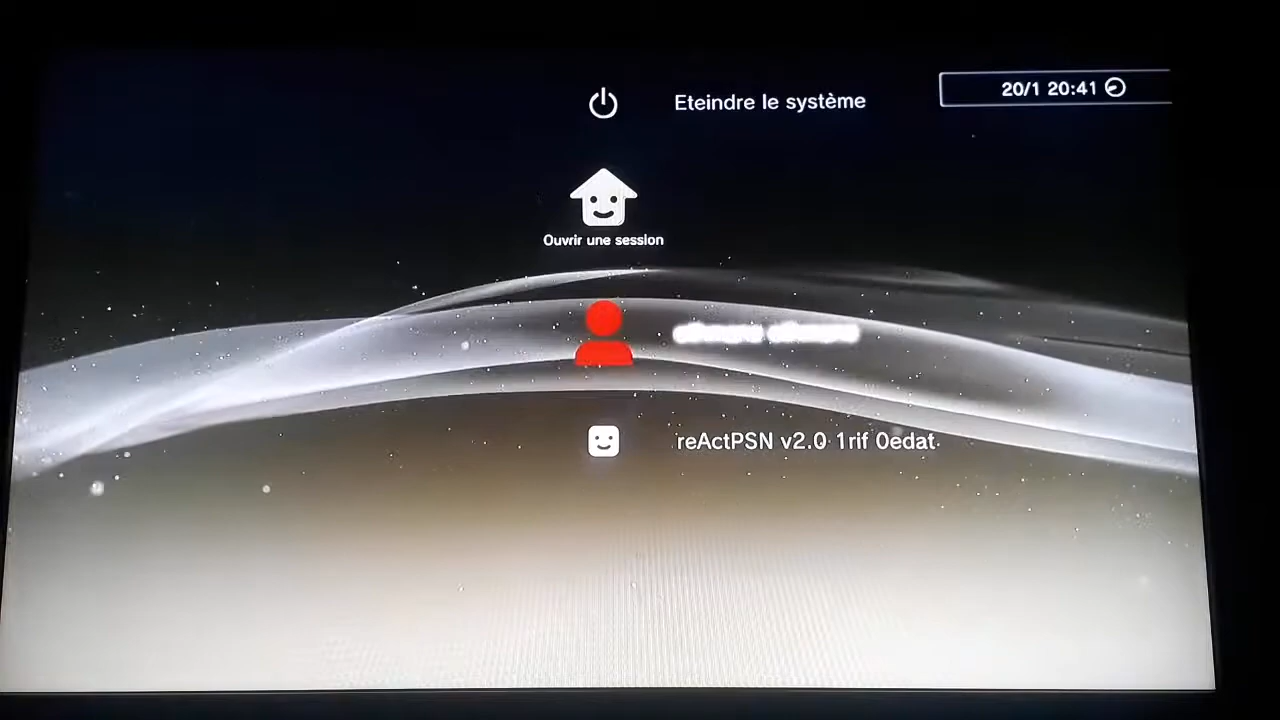 Eteindre le système
20/1 20:41
Ouvrir une session
reActPSN v2.0 1rif 0edat